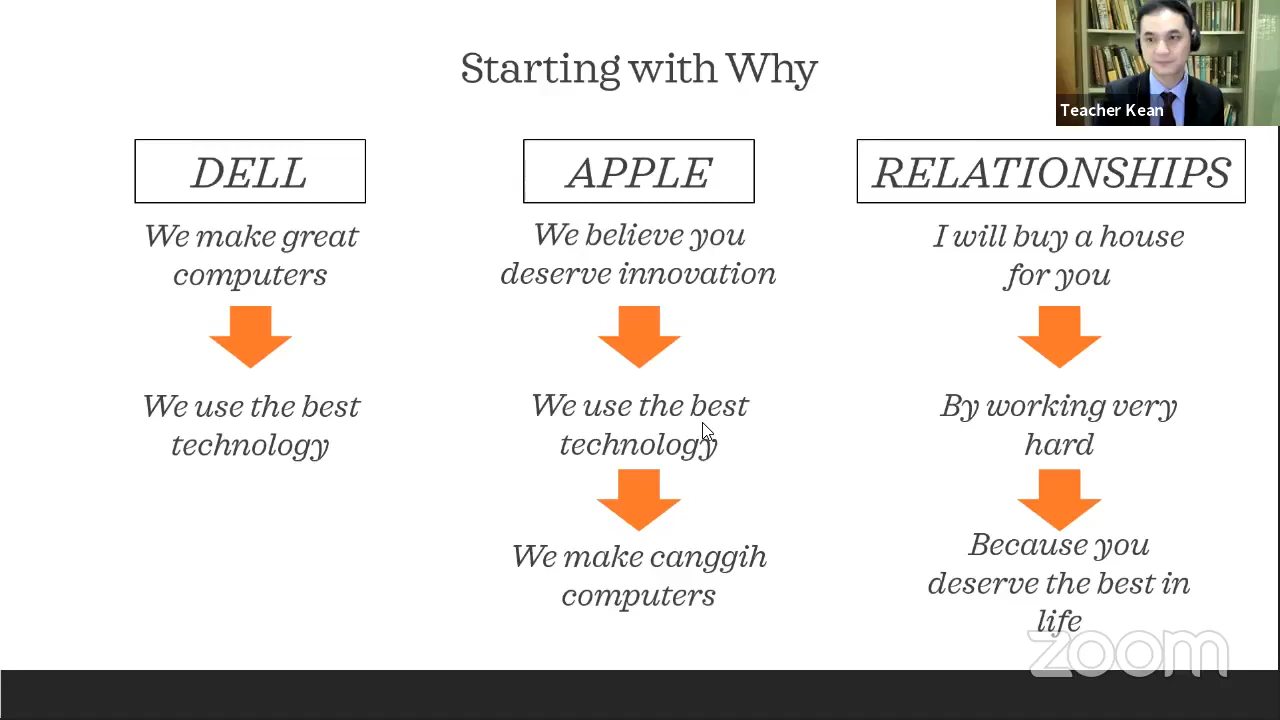 Starting with Why
Teacher Kean
DELL
We make great
computers
We use the best
technology
APPLE
We believe you
deserve innovation
We use the best
technology
We make canggih
computers
RELATIONSHIPS
I will buy a house
for you
By working very
hard
Because you
deserve the best in
life
zoom